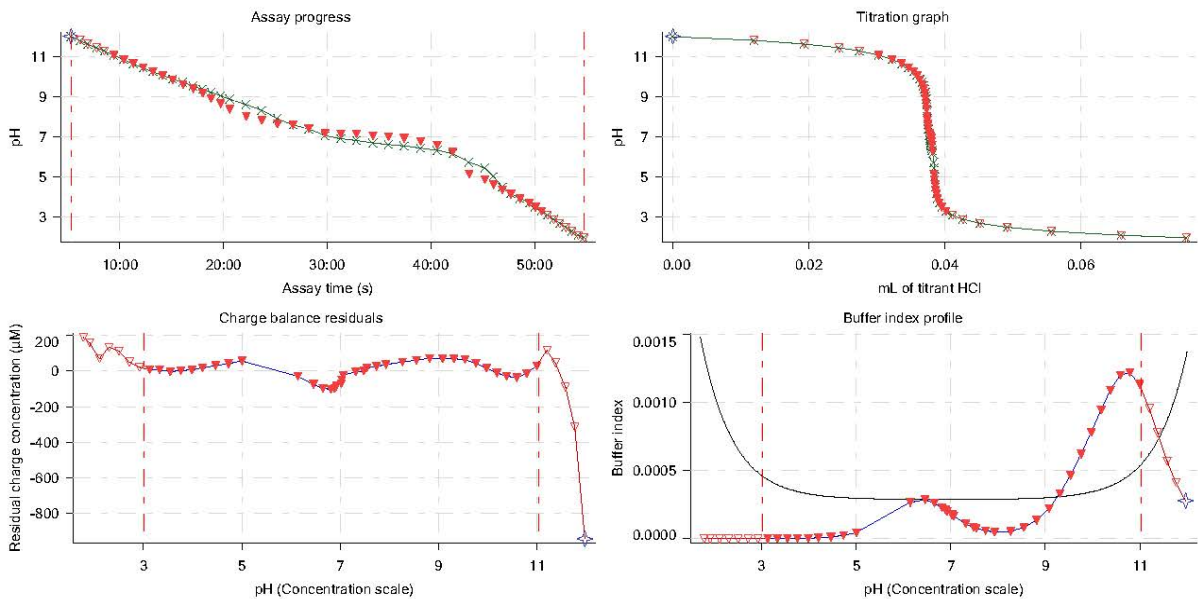 Assay progress
11
9
7
5
3
pH
10:00 20:00 30:00 40:00 50:00
Assay time (s)
Titration graph
11
9
7
5
3
pH
0.00 0.02 0.04 0.06
mL of titrant HCl
Charge balance residuals
200
0
-200
-400
-600
-800
Residual charge concentration (µM)
3 5 7 9 11
pH (Concentration scale)
Buffer index profile
0.0015
0.0010
0.0005
0.0000
Buffer index
3 5 7 9 11
pH (Concentration scale)